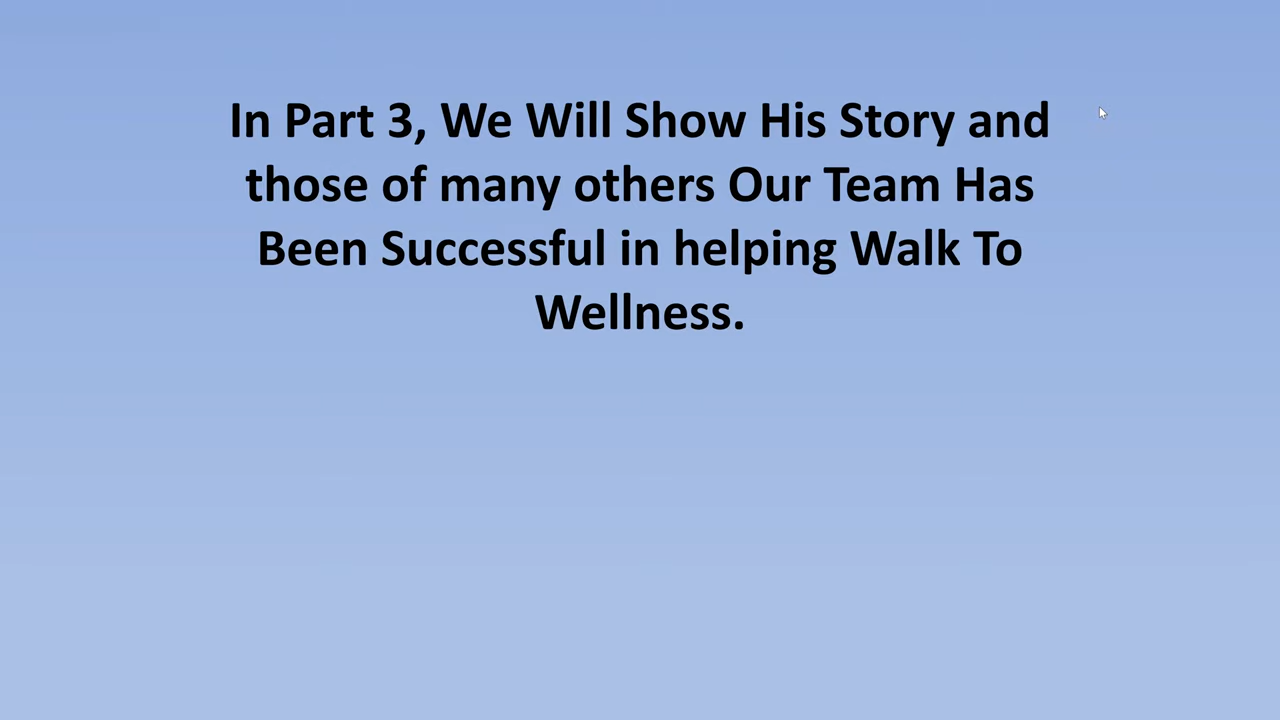 In Part 3, We Will Show His Story and
those of many others Our Team Has
Been Successful in helping Walk To
Wellness.